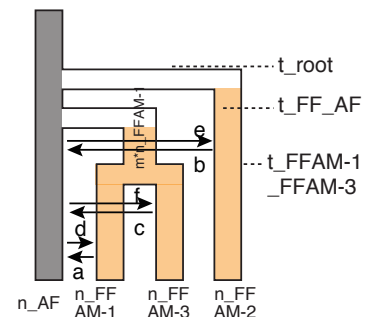 t_root
m*n_FFAM-1
t_FF_AF
e
b
t_FFAM-1
_FFAM-3
f
d
c
a
n_AF
n_FF
AM-1
n_FF
AM-3
n_FF
AM-2